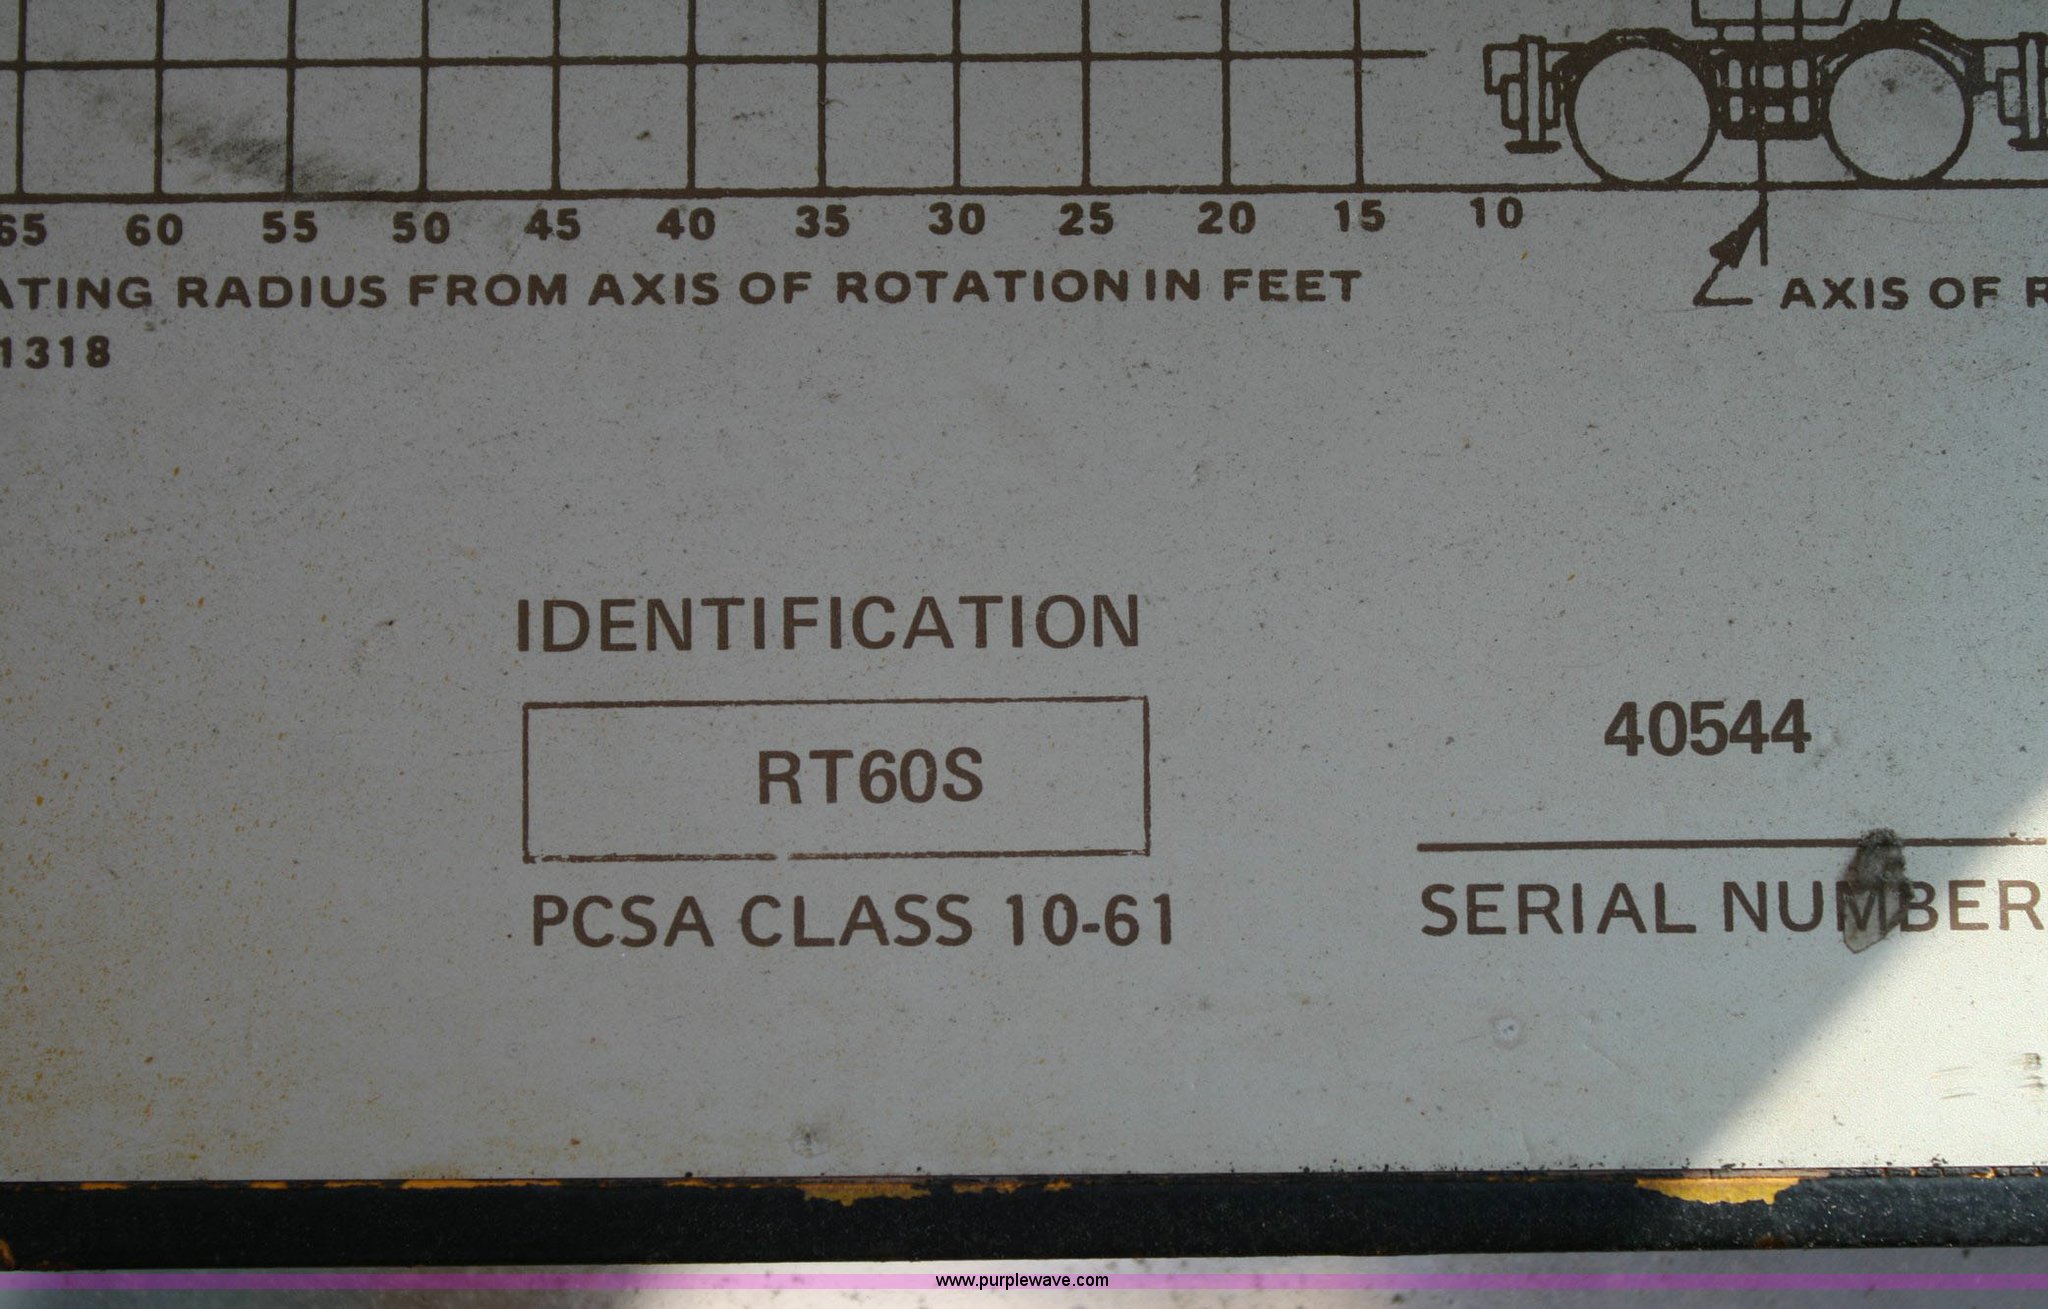 65 60 55 50 45 40 35 30 25 20 15 10
ATING RADIUS FROM AXIS OF ROTATION IN FEET
AXIS OF R
1318
IDENTIFICATION
RT60S
40544
PCSA CLASS 10-61
SERIAL NUMBER
www.purplewave.com